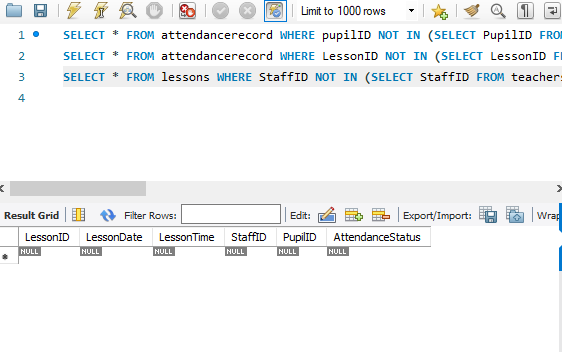 Limit to 1000 rows
1 SELECT * FROM attendancerecord WHERE pupilID NOT IN (SELECT PupilID FROM
2 SELECT * FROM attendancerecord WHERE LessonID NOT IN (SELECT LessonID
3 SELECT * FROM lessons WHERE StaffID NOT IN (SELECT StaffID FROM teachers
4
Result Grid Filter Rows: Edit: Export/Import: Wrap
LessonID LessonDate LessonTime StaffID PupilID AttendanceStatus
* NULL NULL NULL NULL NULL NULL